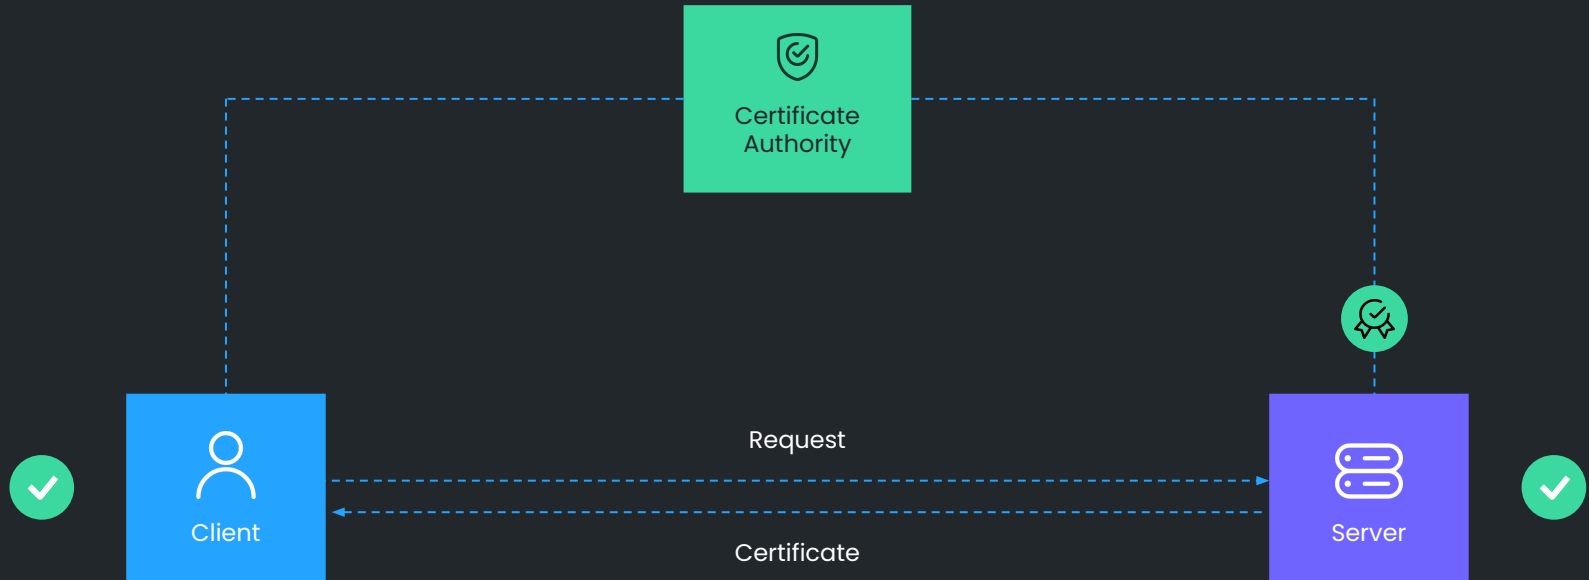 Certificate
Authority
Request
Client
Server
Certificate